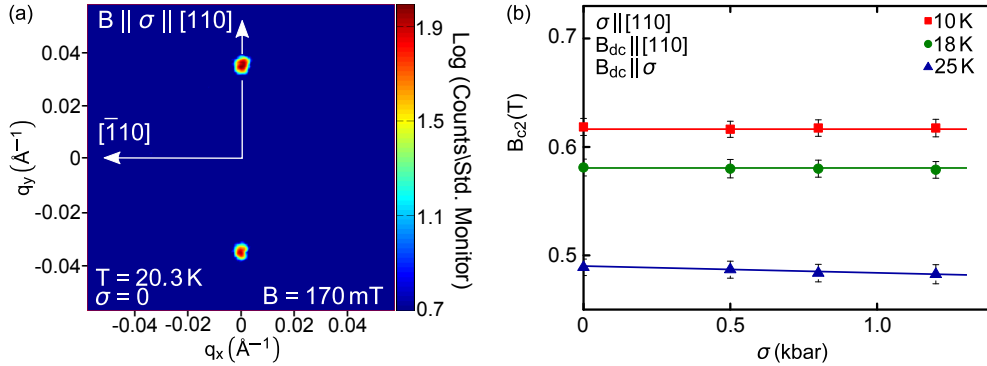 (a)
B || σ || [110]
[1̄10]
T = 20.3 K
σ = 0
B = 170 mT
0.04
0.02
0
-0.02
-0.04
q_y (Å⁻¹)
-0.04
-0.02
0
0.02
0.04
q_x (Å⁻¹)
1.9
1.5
1.1
0.7
Log (Counts\Std. Monitor)
(b)
σ || [110]
B_dc || [110]
B_dc || σ
10 K
18 K
25 K
0.7
0.6
0.5
B_c2 (T)
0
0.5
1.0
σ (kbar)